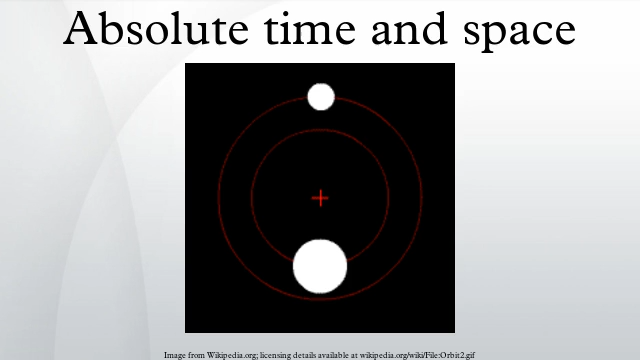 Absolute time and space
Image from Wikipedia.org; licensing details available at wikipedia.org/wiki/File:Orbit2.gif